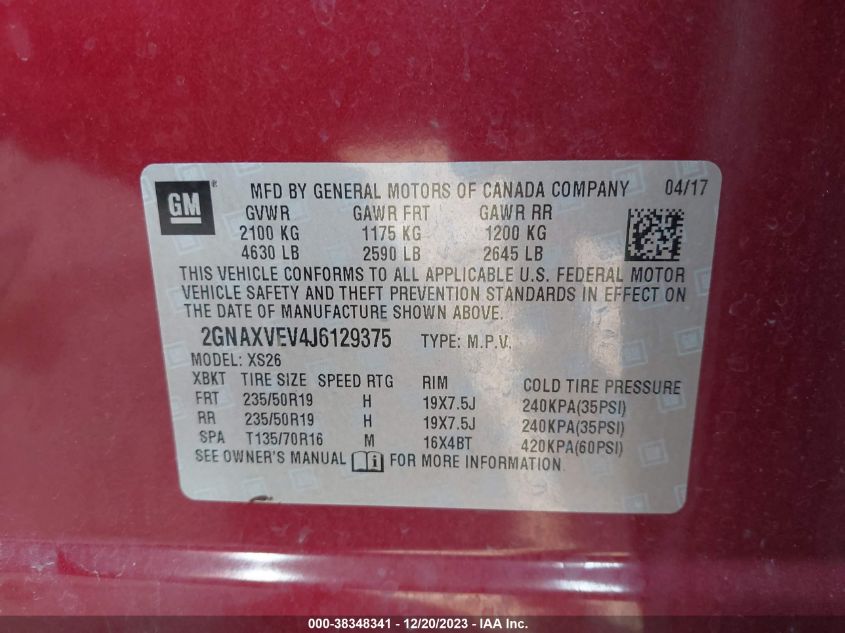 GM ® MFD BY GENERAL MOTORS OF CANADA COMPANY 04/17
GVWR GAWR FRT GAWR RR
2100 KG 1175 KG 1200 KG
4630 LB 2590 LB 2645 LB
THIS VEHICLE CONFORMS TO ALL APPLICABLE U.S. FEDERAL MOTOR
VEHICLE SAFETY AND THEFT PREVENTION STANDARDS IN EFFECT ON
THE DATE OF MANUFACTURE SHOWN ABOVE.
2GNAXVEV4J6129375 TYPE: M.P.V.
MODEL: XS26
XBKT TIRE SIZE SPEED RTG RIM COLD TIRE PRESSURE
FRT 235/50R19 H 19X7.5J 240KPA(35PSI)
RR 235/50R19 H 19X7.5J 240KPA(35PSI)
SPA T135/70R16 M 16X4BT 420KPA(60PSI)
SEE OWNER'S MANUAL i FOR MORE INFORMATION.
000-38348341 - 12/20/2023 - IAA Inc.